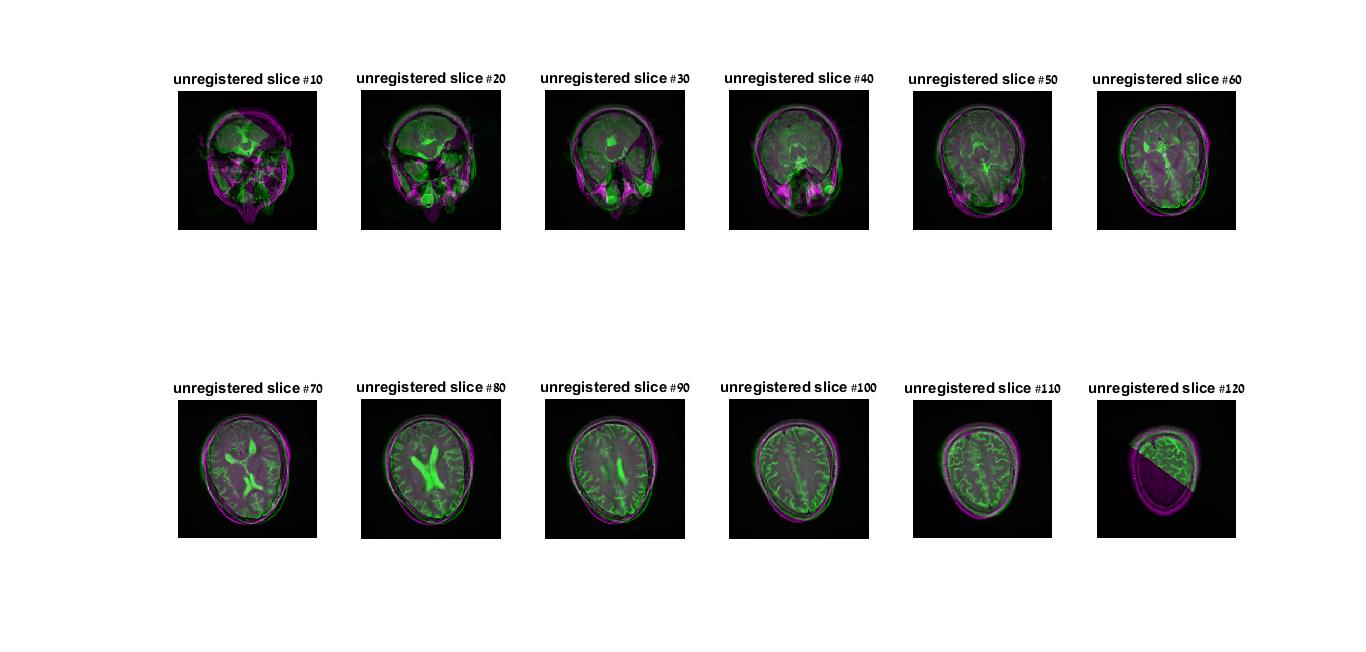 unregistered slice #10
unregistered slice #20
unregistered slice #30
unregistered slice #40
unregistered slice #50
unregistered slice #60
unregistered slice #70
unregistered slice #80
unregistered slice #90
unregistered slice #100
unregistered slice #110
unregistered slice #120